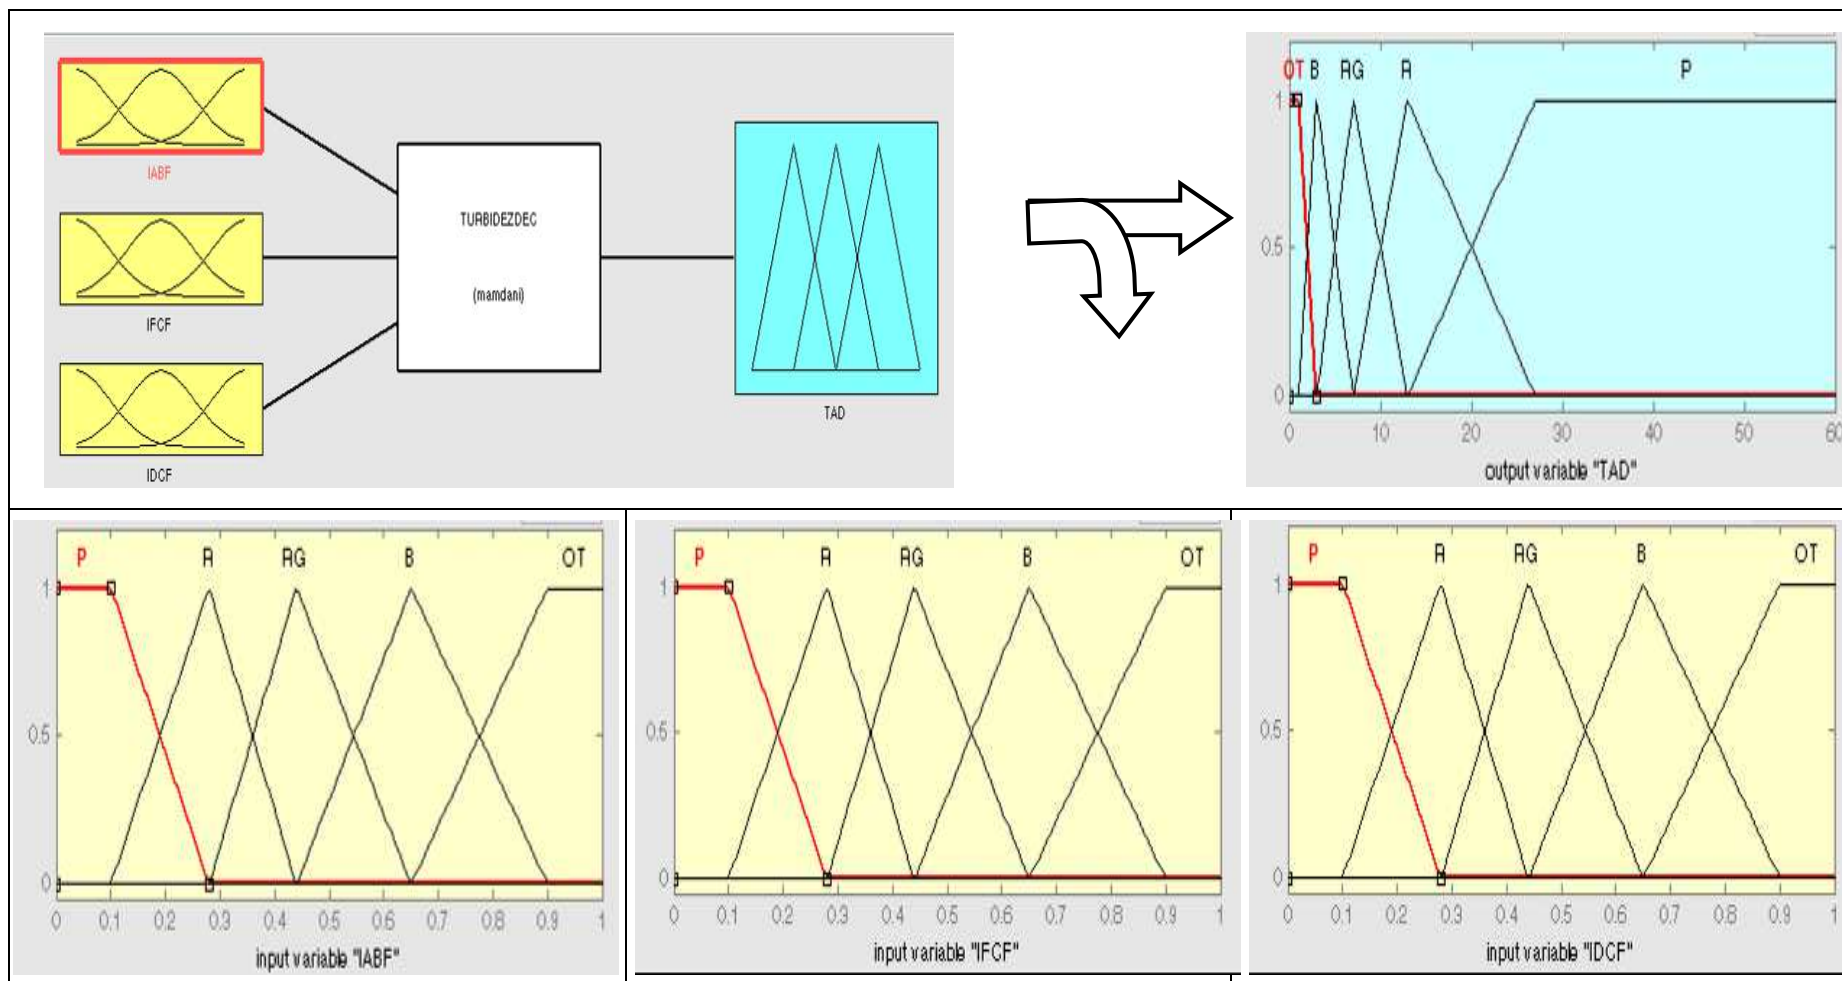 IABF
IFCF
IDCF
TURBIDEZDEC
(mamdani)
TAD
OT B RG R P
1
0.5
0
0 10 20 30 40 50 60
output variable "TAD"
P R RG B OT
1
0.5
0
0 0.1 0.2 0.3 0.4 0.5 0.6 0.7 0.8 0.9 1
input variable "IABF"
P R RG B OT
1
0.5
0
0 0.1 0.2 0.3 0.4 0.5 0.6 0.7 0.8 0.9 1
input variable "IFCF"
P R RG B OT
1
0.5
0
0 0.1 0.2 0.3 0.4 0.5 0.6 0.7 0.8 0.9 1
input variable "IDCF"